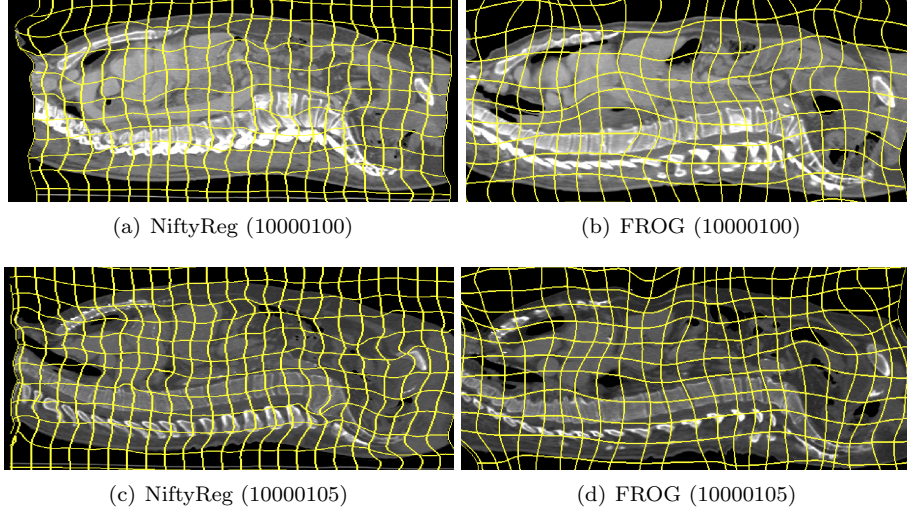 (a) NiftyReg (10000100)
(b) FROG (10000100)
(c) NiftyReg (10000105)
(d) FROG (10000105)